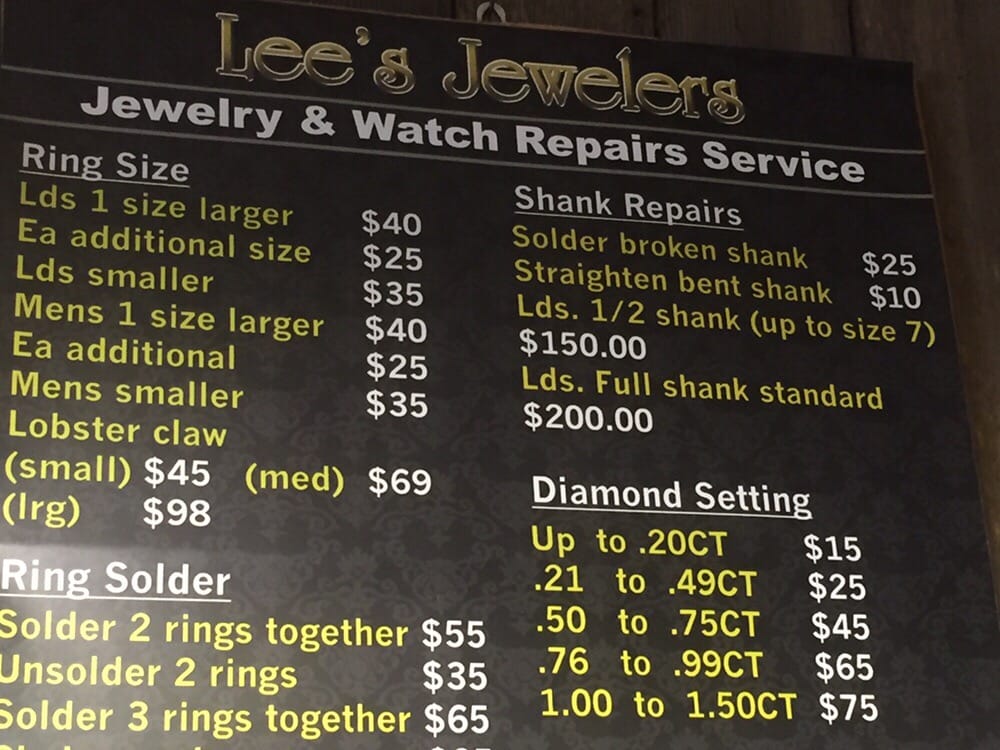 Lee's Jewelers
Jewelry & Watch Repairs Service
Ring Size
Lds 1 size larger $40
Ea additional size $25
Lds smaller $35
Mens 1 size larger $40
Ea additional $25
Mens smaller $35
Lobster claw
(small) $45 (med) $69
(lrg) $98
Ring Solder
Solder 2 rings together $55
Unsolder 2 rings $35
Solder 3 rings together $65
Shank Repairs
Solder broken shank $25
Straighten bent shank $10
Lds. 1/2 shank (up to size 7)
$150.00
Lds. Full shank standard
$200.00
Diamond Setting
Up to .20CT $15
.21 to .49CT $25
.50 to .75CT $45
.76 to .99CT $65
1.00 to 1.50CT $75